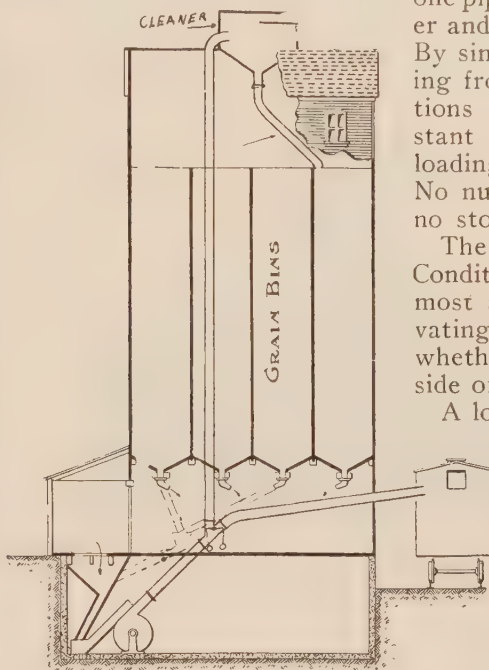 CLEANER
GRAIN BINS
one pip
er and
By sin
ing fro
tions
stant
loading
No nu
no sto
The
Condit
most
vating
wheth
side o
A lo